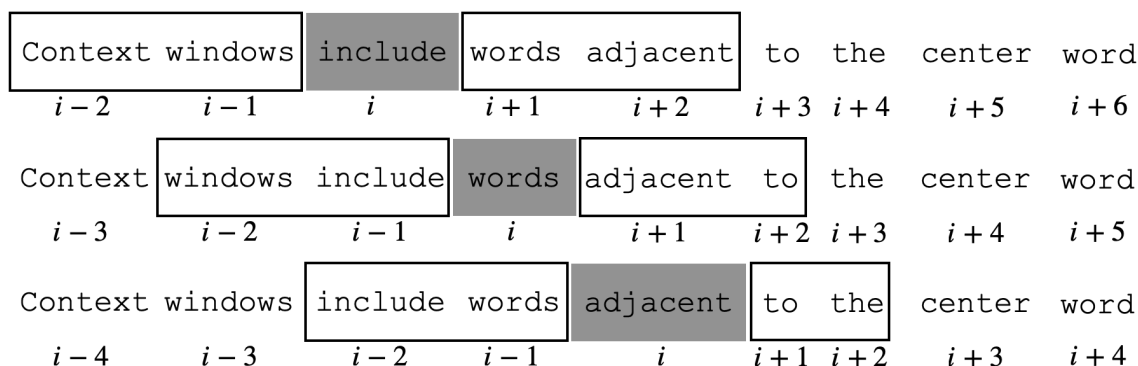 Context windows include words adjacent to the center word
i − 2 i − 1 i i + 1 i + 2 i + 3 i + 4 i + 5 i + 6
Context windows include words adjacent to the center word
i − 3 i − 2 i − 1 i i + 1 i + 2 i + 3 i + 4 i + 5
Context windows include words adjacent to the center word
i − 4 i − 3 i − 2 i − 1 i i + 1 i + 2 i + 3 i + 4